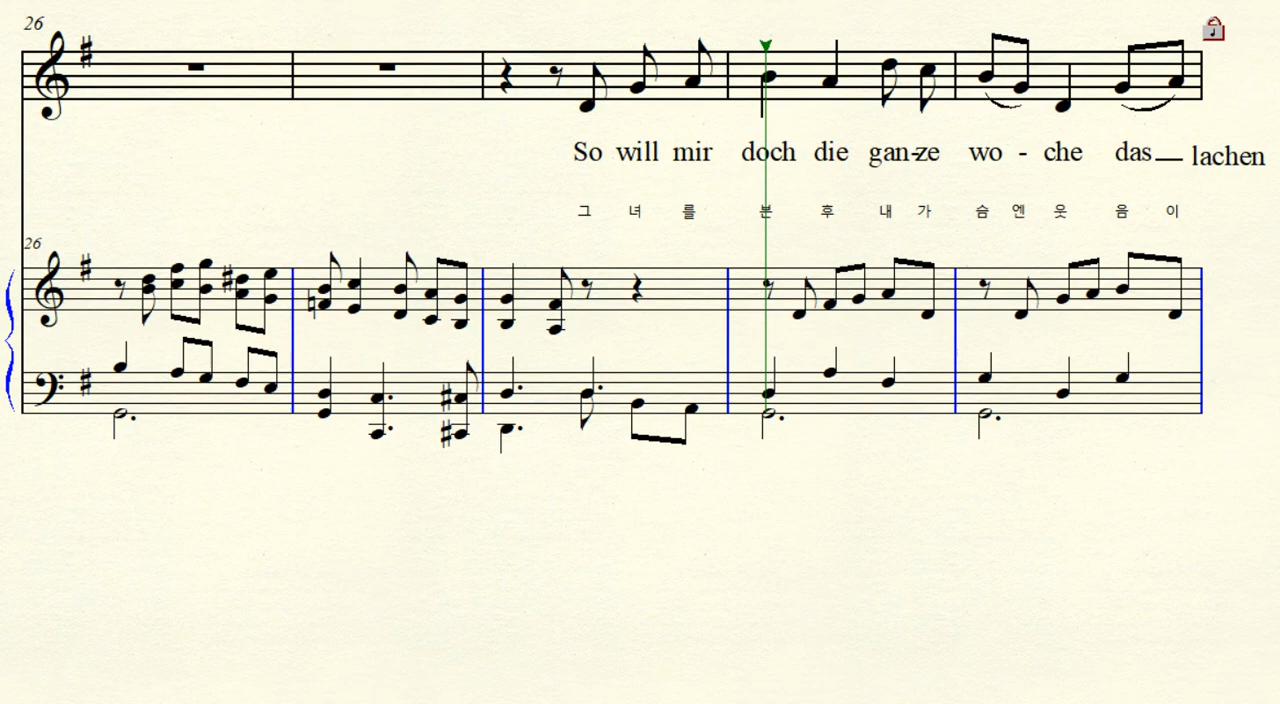 26
So will mir doch die gan-ze wo - che das__ lachen
그 녀 를 본 후 내 가 슴 엔 웃 음 이
26